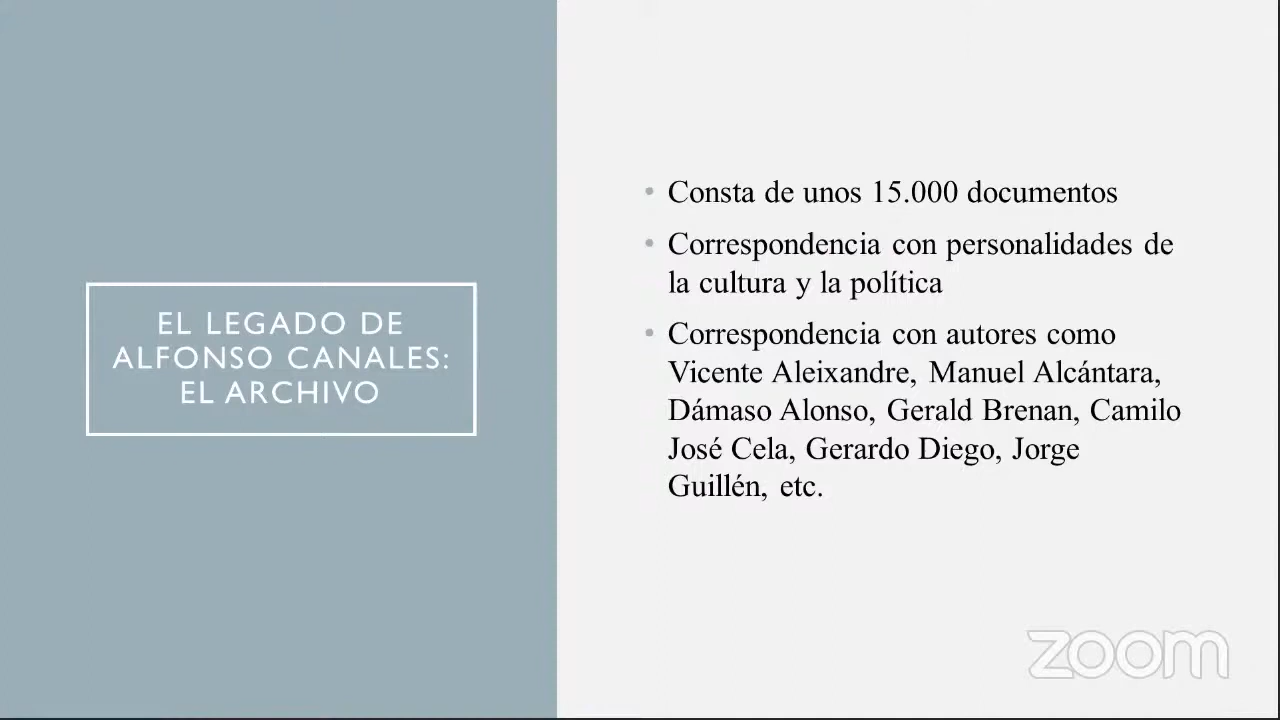 EL LEGADO DE
ALFONSO CANALES:
EL ARCHIVO
• Consta de unos 15.000 documentos
• Correspondencia con personalidades de
la cultura y la política
• Correspondencia con autores como
Vicente Aleixandre, Manuel Alcántara,
Dámaso Alonso, Gerald Brenan, Camilo
José Cela, Gerardo Diego, Jorge
Guillén, etc.
zoom